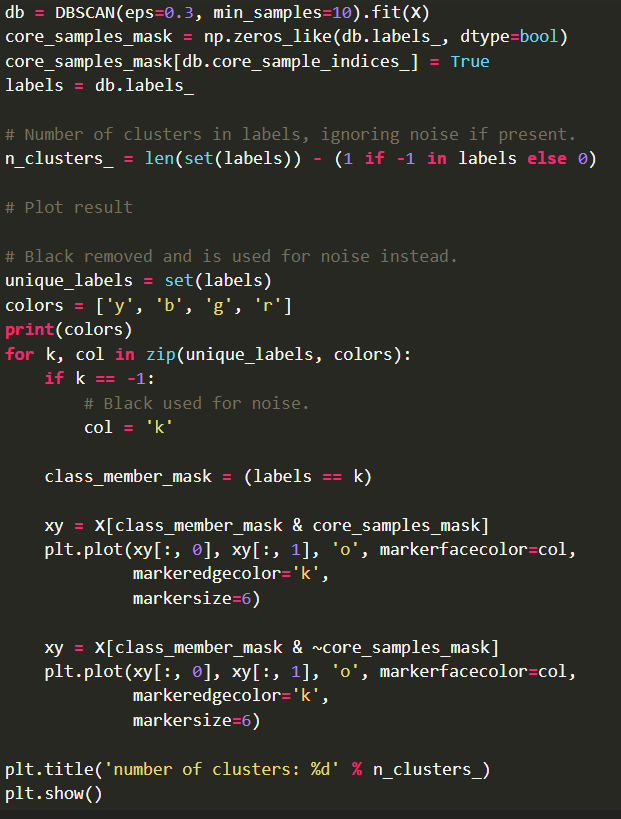 db = DBSCAN(eps=0.3, min_samples=10).fit(X)
core_samples_mask = np.zeros_like(db.labels_, dtype=bool)
core_samples_mask[db.core_sample_indices_] = True
labels = db.labels_

# Number of clusters in labels, ignoring noise if present.
n_clusters_ = len(set(labels)) - (1 if -1 in labels else 0)

# Plot result

# Black removed and is used for noise instead.
unique_labels = set(labels)
colors = ['y', 'b', 'g', 'r']
print(colors)
for k, col in zip(unique_labels, colors):
    if k == -1:
        # Black used for noise.
        col = 'k'

    class_member_mask = (labels == k)

    xy = X[class_member_mask & core_samples_mask]
    plt.plot(xy[:, 0], xy[:, 1], 'o', markerfacecolor=col,
             markeredgecolor='k',
             markersize=6)

    xy = X[class_member_mask & ~core_samples_mask]
    plt.plot(xy[:, 0], xy[:, 1], 'o', markerfacecolor=col,
             markeredgecolor='k',
             markersize=6)

plt.title('number of clusters: %d' % n_clusters_)
plt.show()